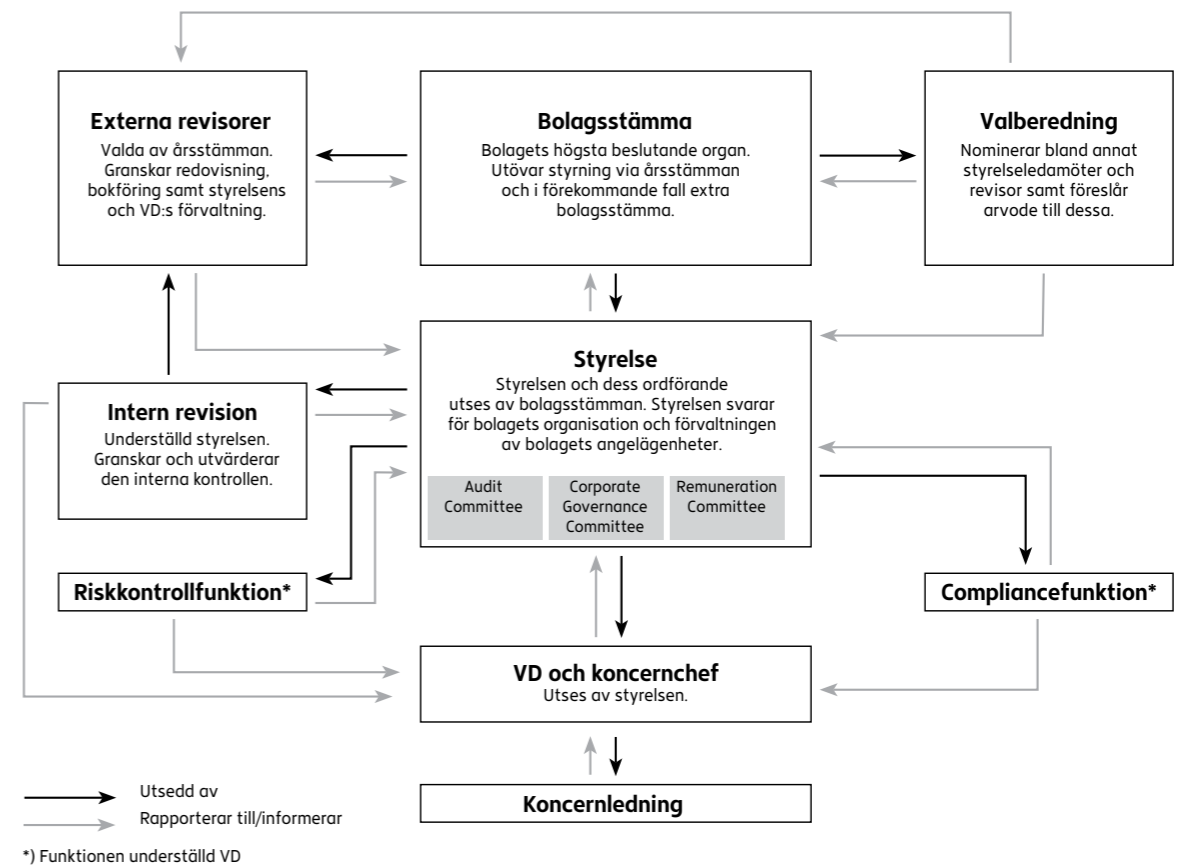 Externa revisorer
Valda av årsstämman.
Granskar redovisning,
bokföring samt styrelsens
och VD:s förvaltning.
Bolagsstämma
Bolagets högsta beslutande organ.
Utövar styrning via årsstämman
och i förekommande fall extra
bolagsstämma.
Valberedning
Nominerar bland annat
styrelseledamöter och
revisor samt föreslår
arvode till dessa.
Styrelse
Styrelsen och dess ordförande
utses av bolagsstämman. Styrelsen svarar
för bolagets organisation och förvaltningen
av bolagets angelägenheter.
Audit
Committee
Corporate
Governance
Committee
Remuneration
Committee
Intern revision
Underställd styrelsen.
Granskar och utvärderar
den interna kontrollen.
Riskkontrollfunktion*
Compliancefunktion*
VD och koncernchef
Utses av styrelsen.
Koncernledning
Utsedd av
Rapporterar till/informerar
*) Funktionen underställd VD